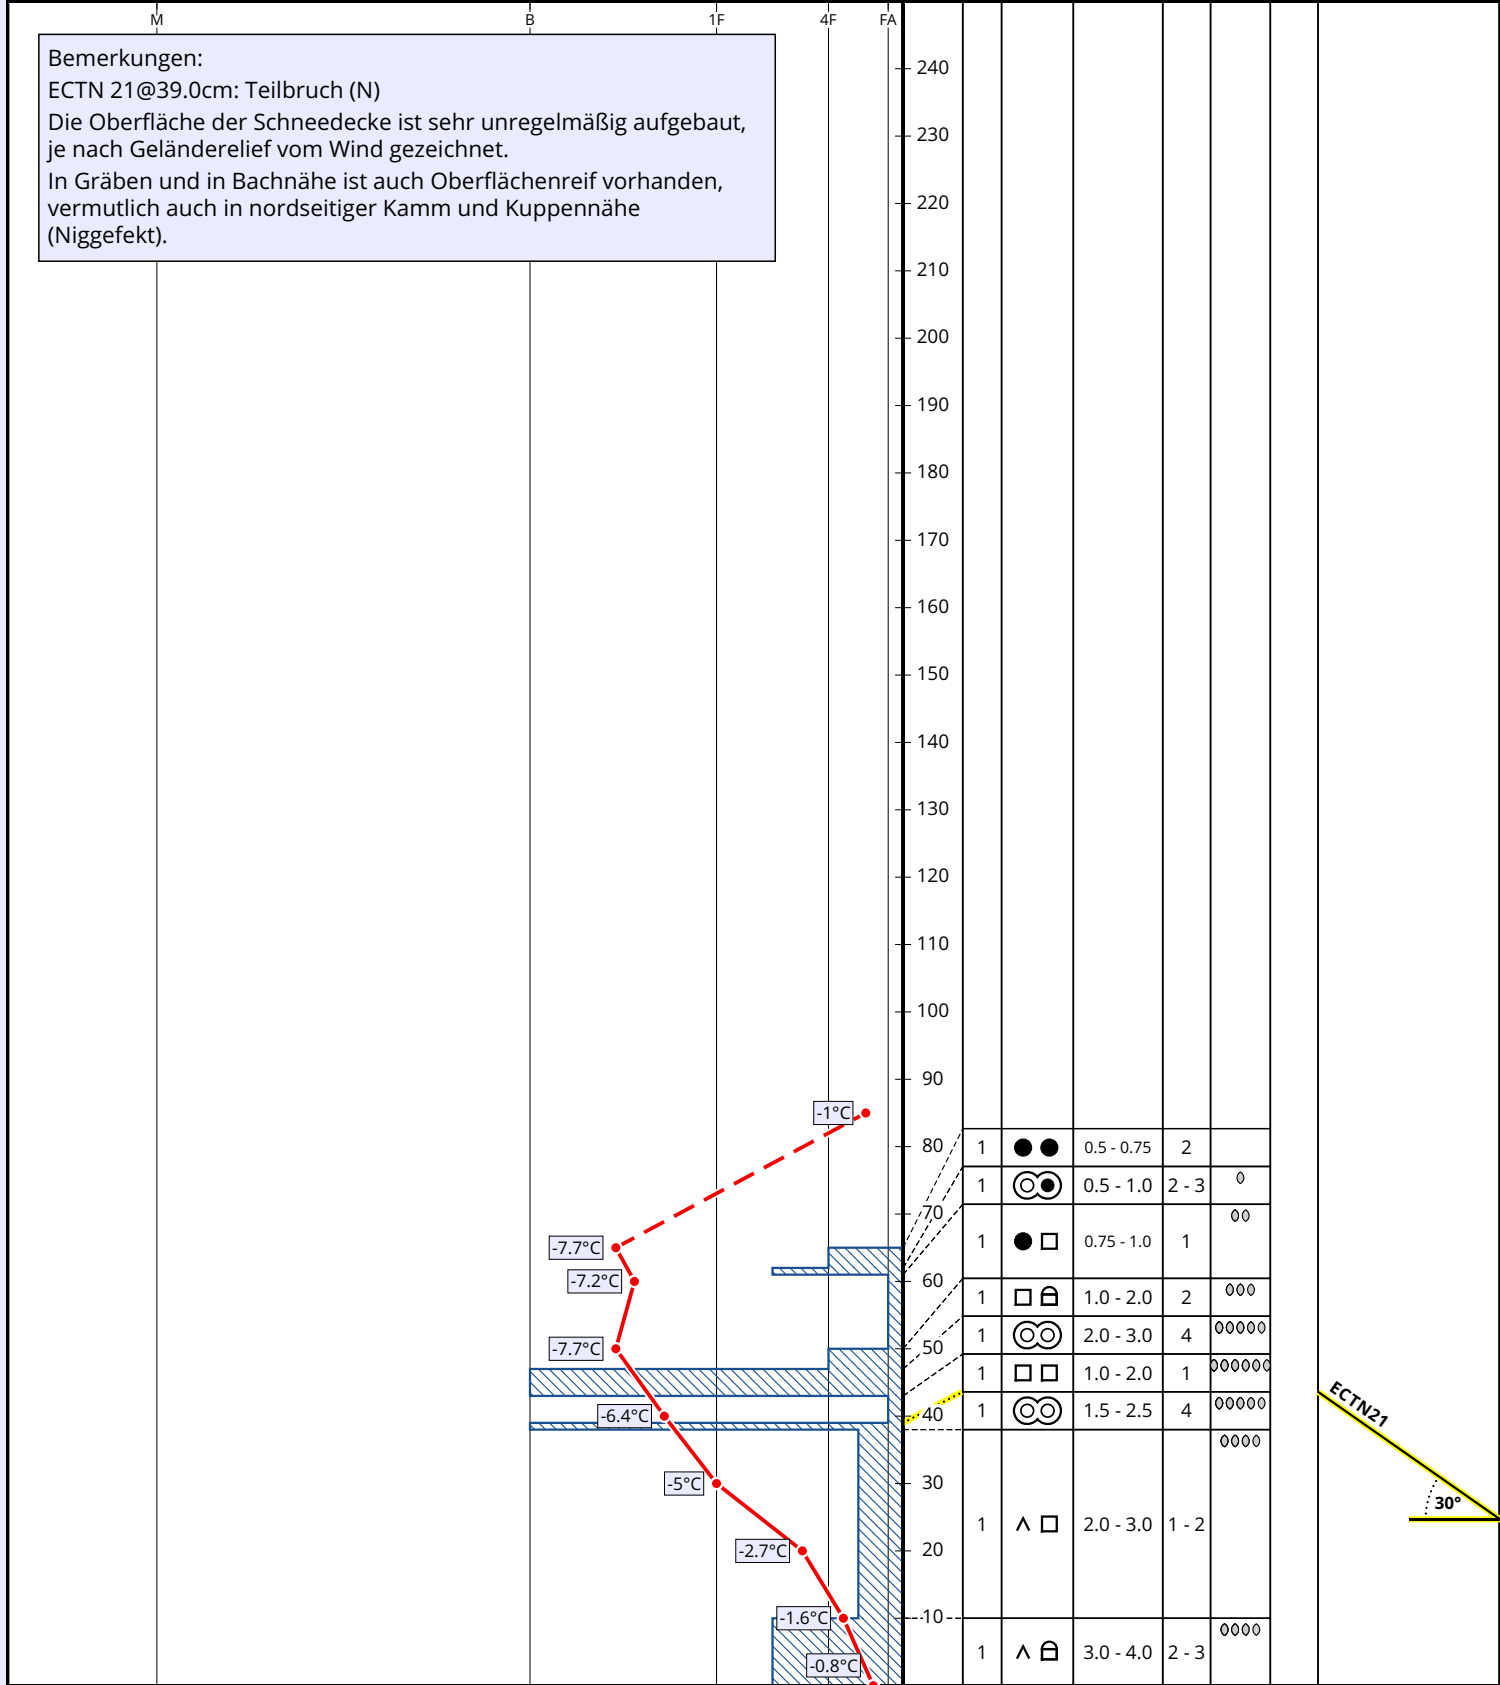 M B 1F 4F FA
Bemerkungen:
ECTN 21@39.0cm: Teilbruch (N)
Die Oberfläche der Schneedecke ist sehr unregelmäßig aufgebaut,
je nach Geländerelief vom Wind gezeichnet.
In Gräben und in Bachnähe ist auch Oberflächenreif vorhanden,
vermutlich auch in nordseitiger Kamm und Kuppennähe
(Niggefekt).
240
230
220
210
200
190
180
170
160
150
140
130
120
110
100
90
80
70
60
50
40
30
20
10
-1°C
-7.7°C
-7.2°C
-7.7°C
-6.4°C
-5°C
-2.7°C
-1.6°C
-0.8°C
1 0.5 - 0.75 2
1 0.5 - 1.0 2 - 3
1 0.75 - 1.0 1
1 1.0 - 2.0 2
1 2.0 - 3.0 4
1 1.0 - 2.0 1
1 1.5 - 2.5 4
1 2.0 - 3.0 1 - 2
1 3.0 - 4.0 2 - 3
ECTN21
30°